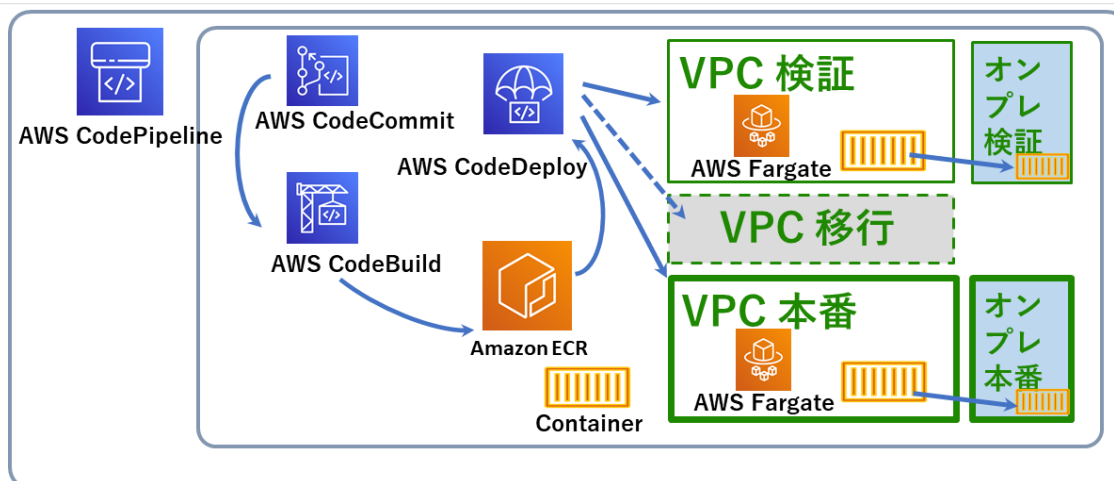 AWS CodePipeline
AWS CodeCommit
AWS CodeBuild
AWS CodeDeploy
Amazon ECR
Container
VPC 検証
AWS Fargate
オン
プレ
検証
VPC 移行
VPC 本番
AWS Fargate
オン
プレ
本番